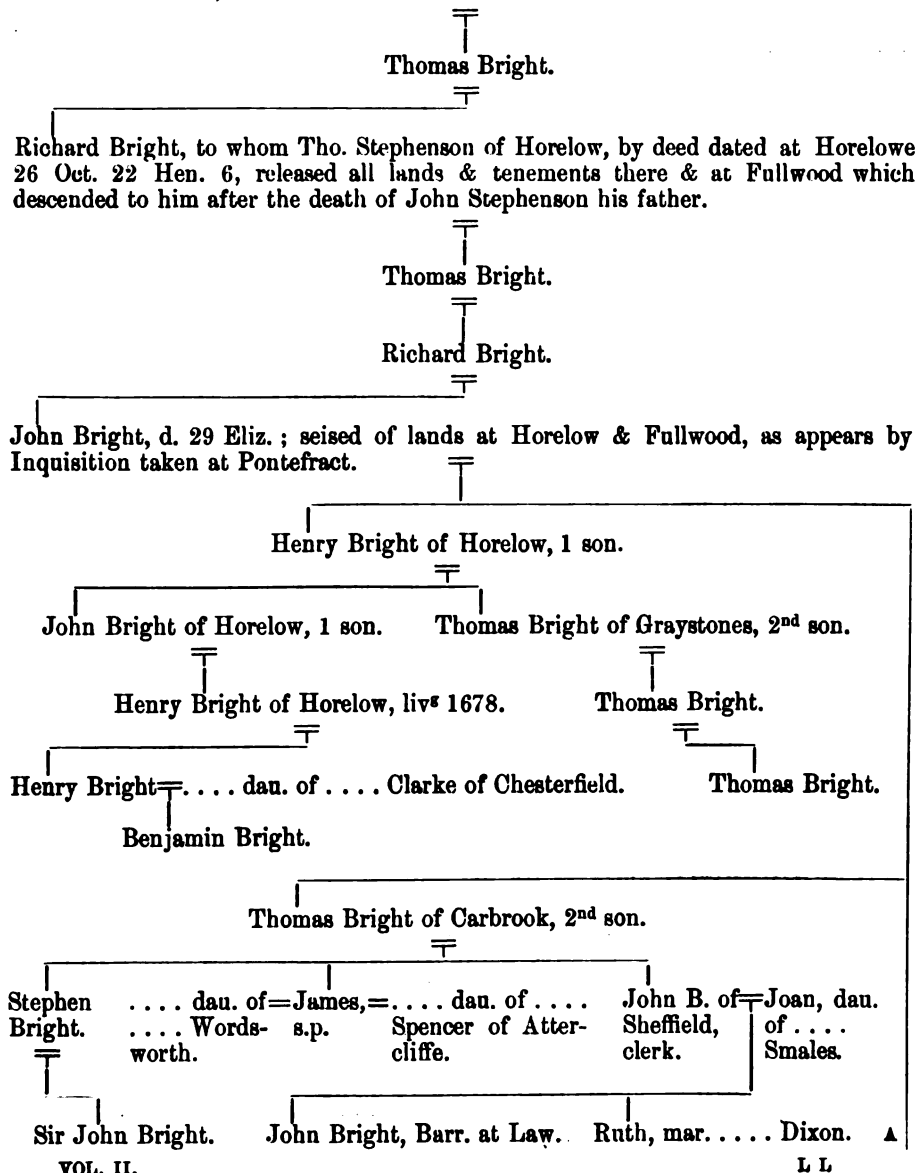 Thomas Bright.
Richard Bright, to whom Tho. Stephenson of Horelow, by deed dated at Horelowe
26 Oct. 22 Hen. 6, released all lands & tenements there & at Fullwood which
descended to him after the death of John Stephenson his father.
Thomas Bright.
Richard Bright.
John Bright, d. 29 Eliz. ; seised of lands at Horelow & Fullwood, as appears by
Inquisition taken at Pontefract.
Henry Bright of Horelow, 1 son.
John Bright of Horelow, 1 son. Thomas Bright of Graystones, 2nd son.
Henry Bright of Horelow, livg 1678. Thomas Bright.
Henry Bright=. . . . dau. of . . . . Clarke of Chesterfield. Thomas Bright.
Benjamin Bright.
Thomas Bright of Carbrook, 2nd son.
Stephen . . . . dau. of=James,=. . . . dau. of . . . . John B. of=Joan, dau.
Bright. . . . . Words- s.p. Spencer of Atter- Sheffield, of . . . .
worth. cliffe. clerk. Smales.
Sir John Bright. John Bright, Barr. at Law. Ruth, mar. . . . . Dixon.
VOL. II. L L